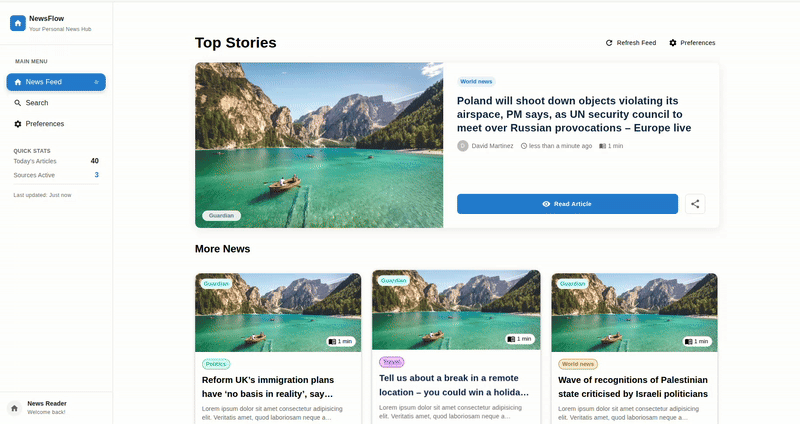 NewsFlow
Your Personal News Hub
MAIN MENU
News Feed
Search
Preferences
QUICK STATS
Today's Articles 40
Sources Active 3
Last updated: Just now
News Reader
Welcome back!
Top Stories
Refresh Feed
Preferences
Guardian
World news
Poland will shoot down objects violating its
airspace, PM says, as UN security council to
meet over Russian provocations – Europe live
D David Martinez less than a minute ago 1 min
Read Article
More News
Guardian
1 min
Politics
Reform UK's immigration plans
have ‘no basis in reality’, say…
Lorem ipsum dolor sit amet consectetur adipisicing
elit. Veritatis amet, quod laboriosam neque a…
Guardian
1 min
Travel
Tell us about a break in a remote
location – you could win a holida…
Lorem ipsum dolor sit amet consectetur adipisicing
elit. Veritatis amet, quod laboriosam neque a…
Guardian
1 min
World news
Wave of recognitions of Palestinian
state criticised by Israeli politicians
Lorem ipsum dolor sit amet consectetur adipisicing
elit. Veritatis amet, quod laboriosam neque a…